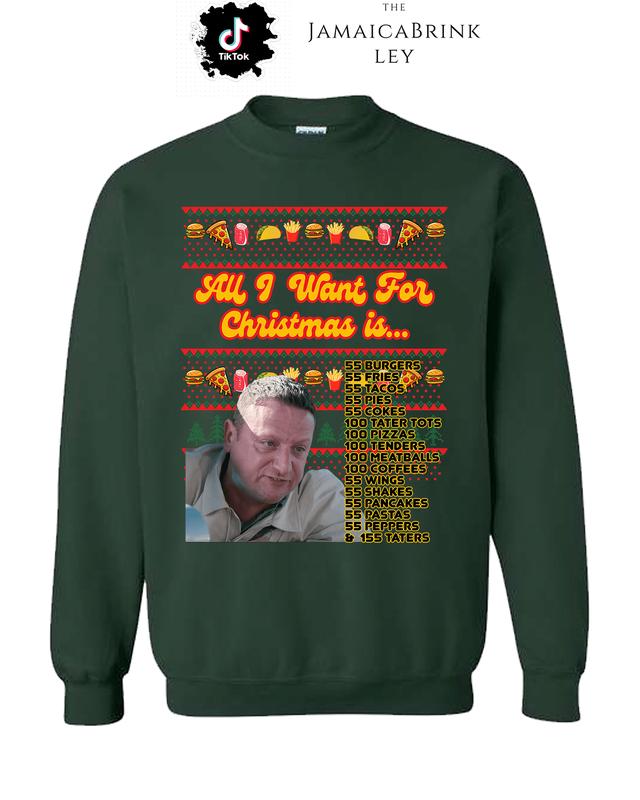 TikTok
THE
JAMAICABRINK
LEY
All I Want For
Christmas is...
55 BURGERS
55 FRIES
55 TACOS
55 PIES
55 COKES
100 TATER TOTS
100 PIZZAS
100 TENDERS
100 MEATBALLS
100 COFFEES
55 WINGS
55 SHAKES
55 PANCAKES
55 PASTAS
55 PEPPERS
& 155 TATERS